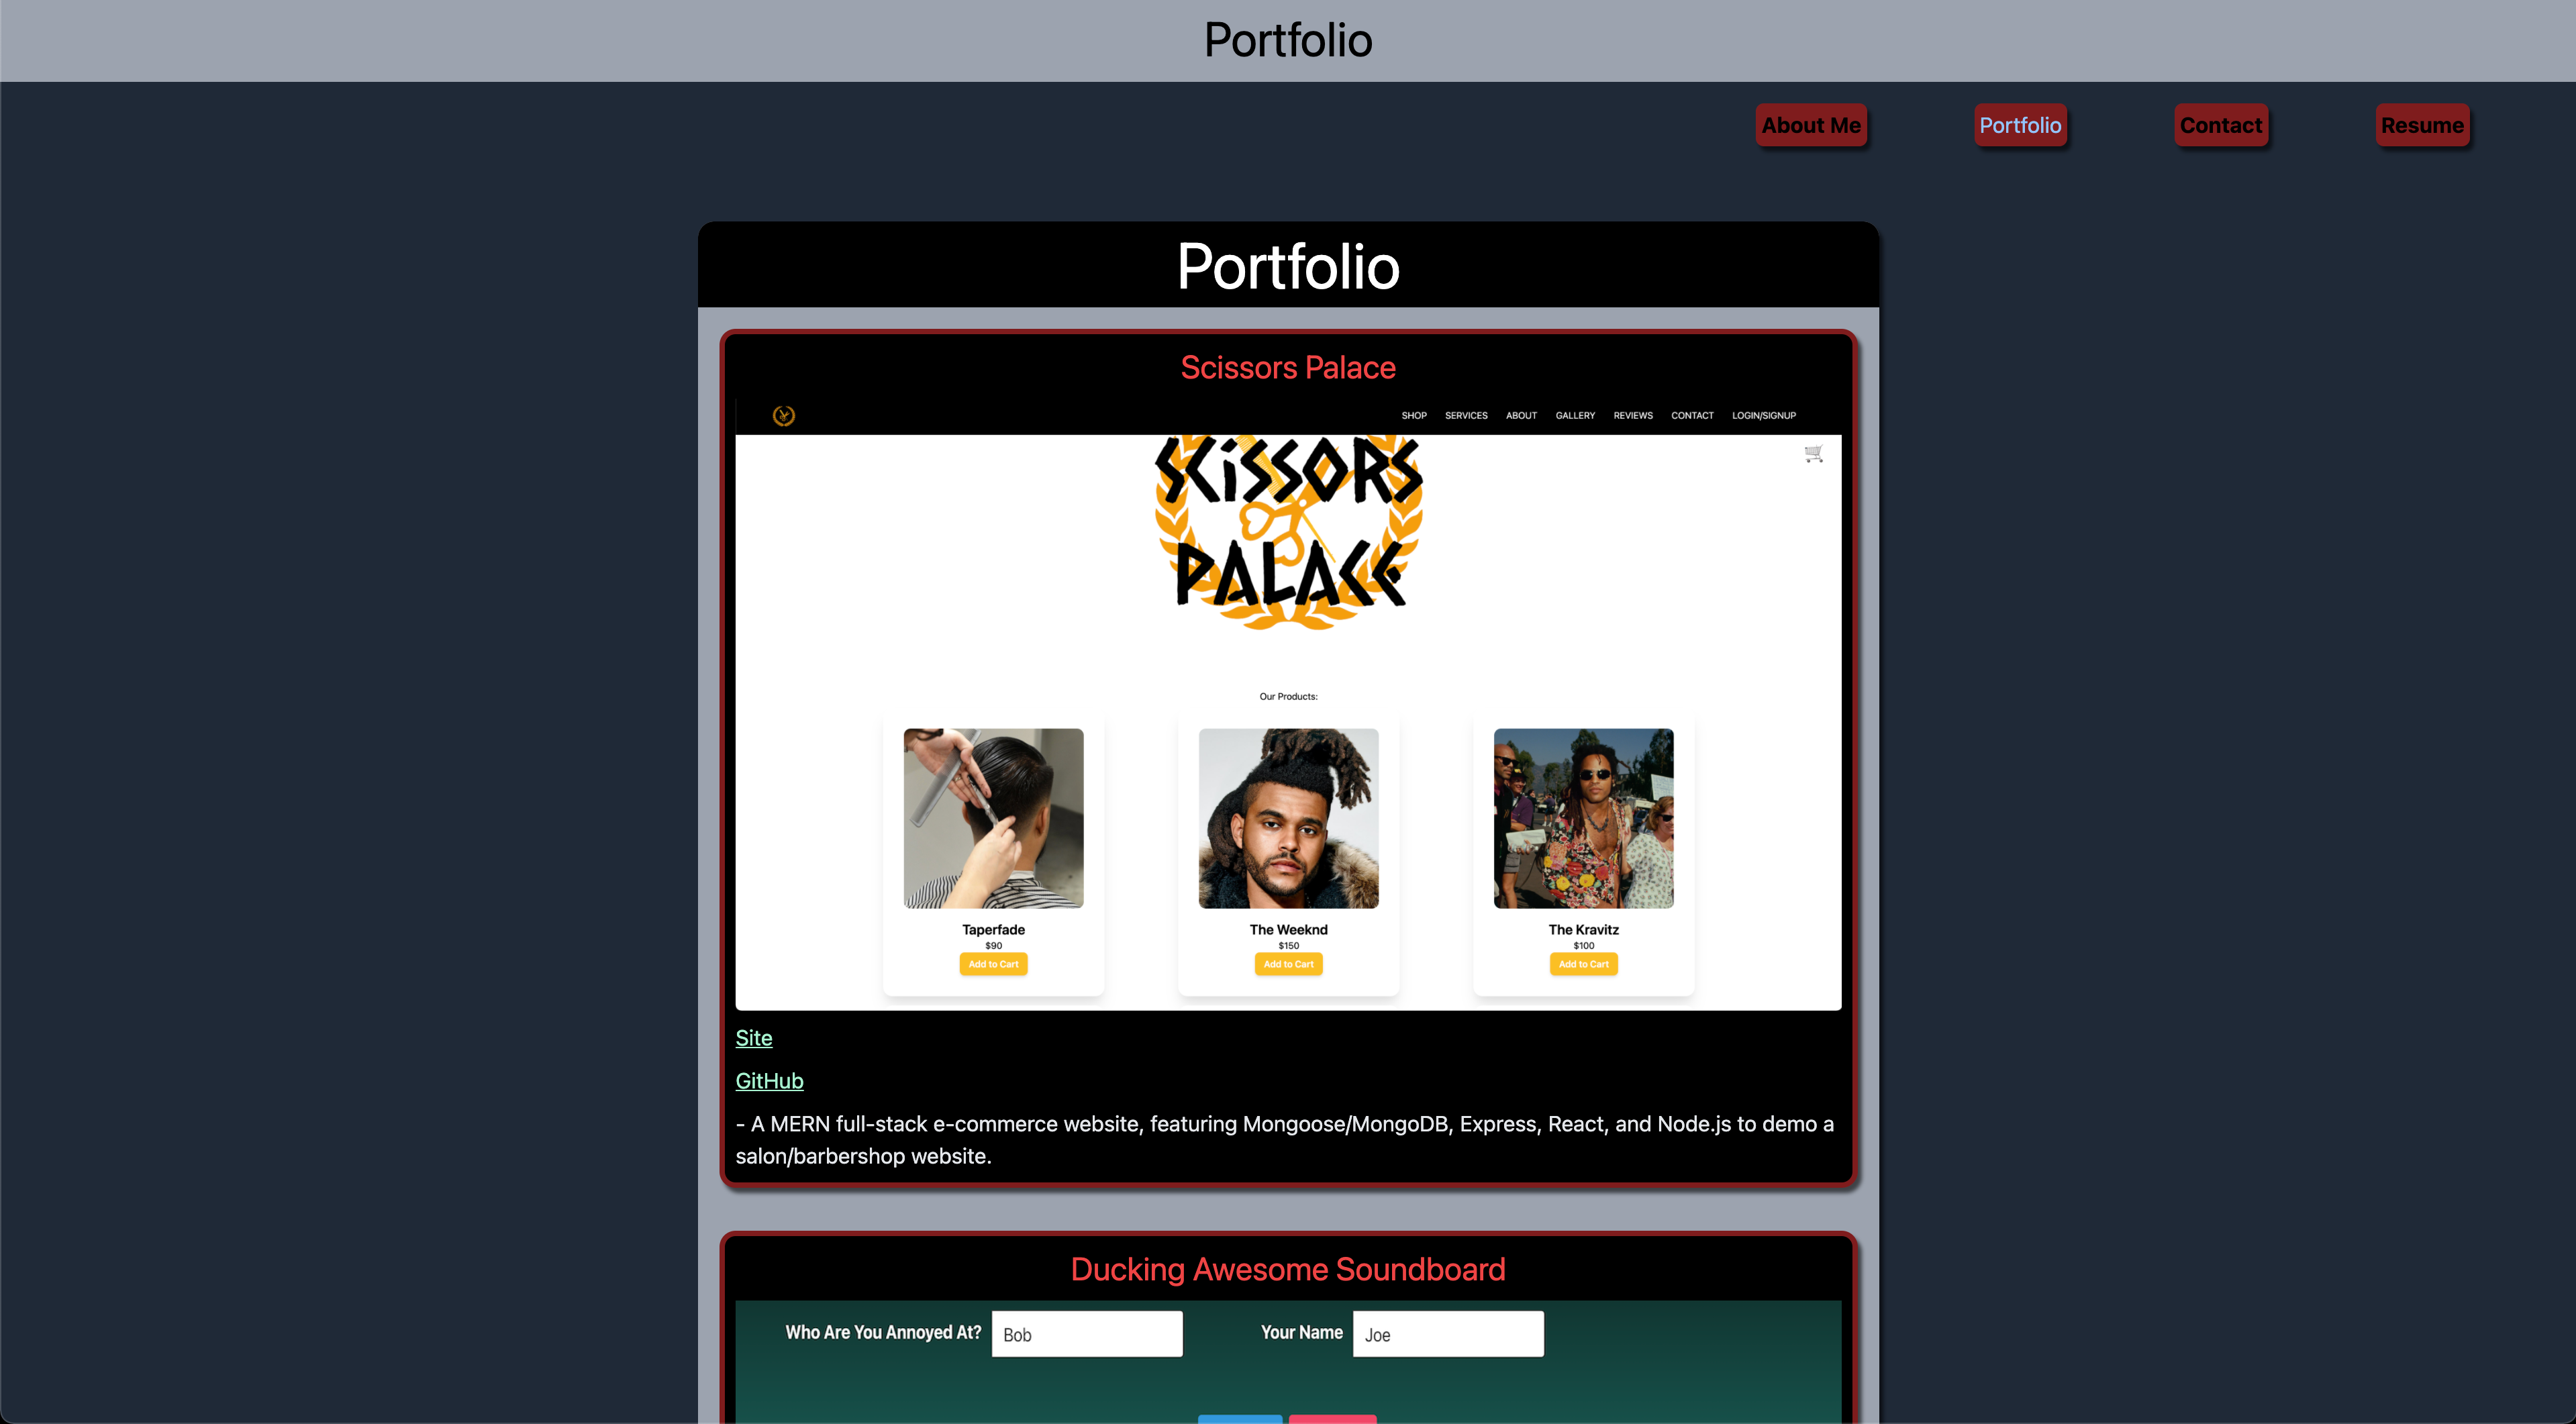 Portfolio
About Me Portfolio Contact Resume
Portfolio
Scissors Palace
SHOP SERVICES ABOUT GALLERY REVIEWS CONTACT LOGIN/SIGNUP
SCiSSORS
PALACE
Our Products:
Taperfade The Weeknd The Kravitz
$90 $150 $100
Add to Cart Add to Cart Add to Cart
Site
GitHub
- A MERN full-stack e-commerce website, featuring Mongoose/MongoDB, Express, React, and Node.js to demo a
salon/barbershop website.
Ducking Awesome Soundboard
Who Are You Annoyed At? Bob Your Name Joe